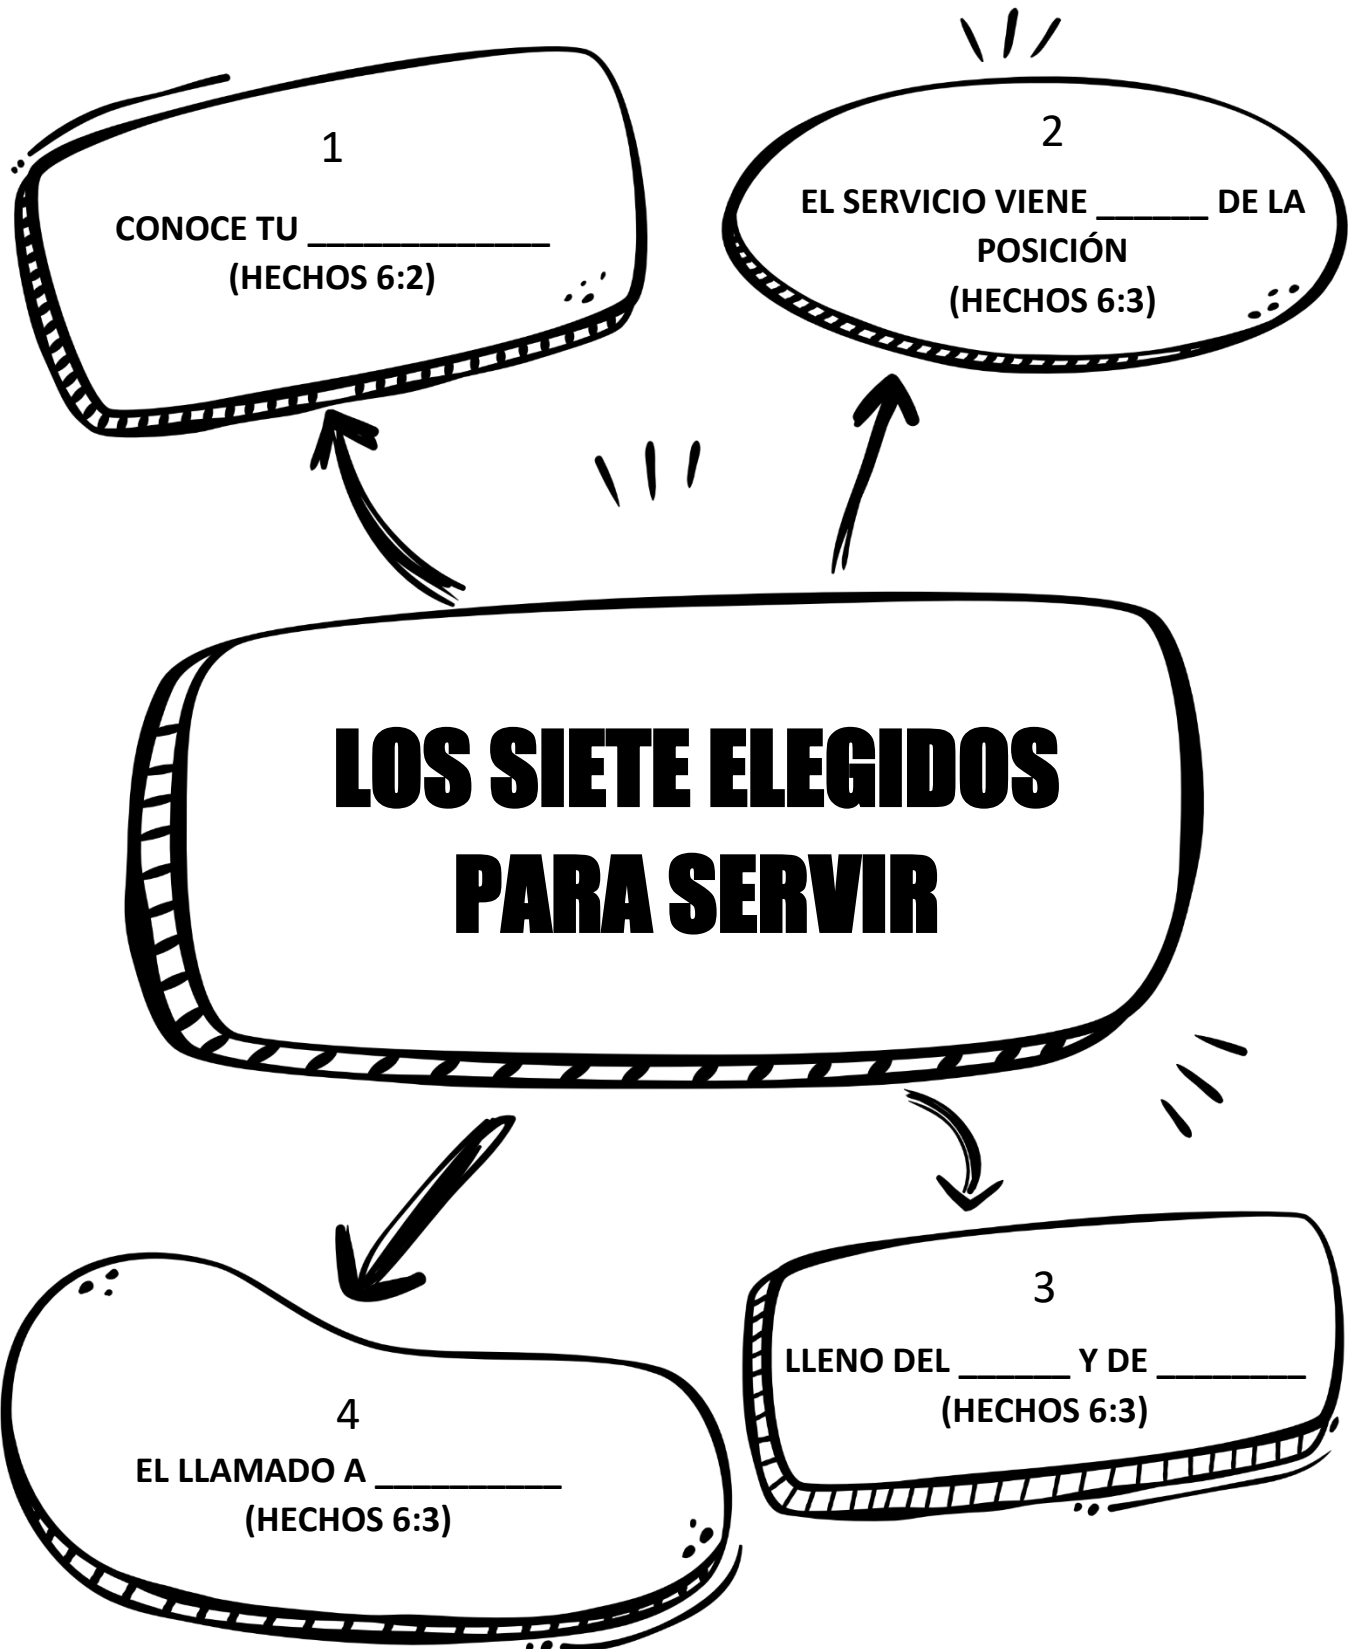 1
CONOCE TU _____________
(HECHOS 6:2)
2
EL SERVICIO VIENE ______ DE LA
POSICIÓN
(HECHOS 6:3)
LOS SIETE ELEGIDOS
PARA SERVIR
3
LLENO DEL ______ Y DE ________
(HECHOS 6:3)
4
EL LLAMADO A __________
(HECHOS 6:3)